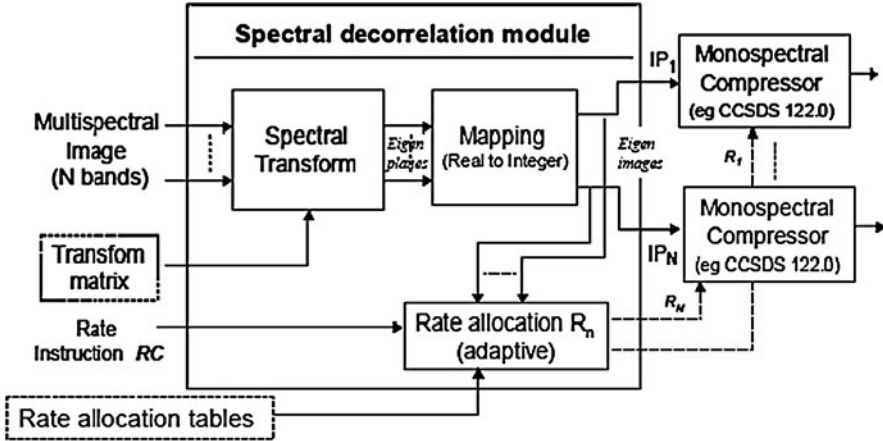 Spectral decorrelation module
Multispectral
Image
(N bands)
Spectral
Transform
Eigen
planes
Mapping
(Real to Integer)
Eigen
images
IP1
Monospectral
Compressor
(eg CCSDS 122.0)
R1
IPN
Monospectral
Compressor
(eg CCSDS 122.0)
RN
Transfom
matrix
Rate
Instruction RC
Rate allocation Rn
(adaptive)
Rate allocation tables